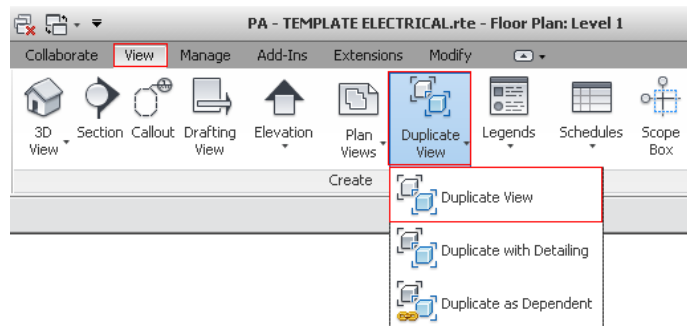 PA - TEMPLATE ELECTRICAL.rte - Floor Plan: Level 1
Collaborate View Manage Add-Ins Extensions Modify
3D View Section Callout Drafting View Elevation Plan Views Duplicate View Legends Schedules Scope Box
Create
Duplicate View
Duplicate with Detailing
Duplicate as Dependent